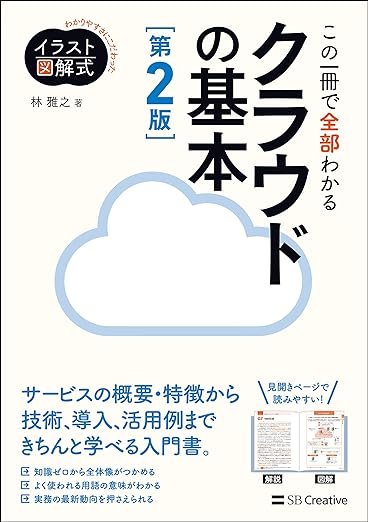 わかりやすさにこだわった
イラスト
図解式
この一冊で全部わかる
クラウド
の基本
[第2版]
林 雅之 著
サービスの概要・特徴から
技術、導入、活用例まで
きちんと学べる入門書。
→ 知識ゼロから全体像がつかめる
→ よく使われる用語の意味がわかる
→ 実務の最新動向を押さえられる
見開きページで
読みやすい!
解説
図解
SB Creative